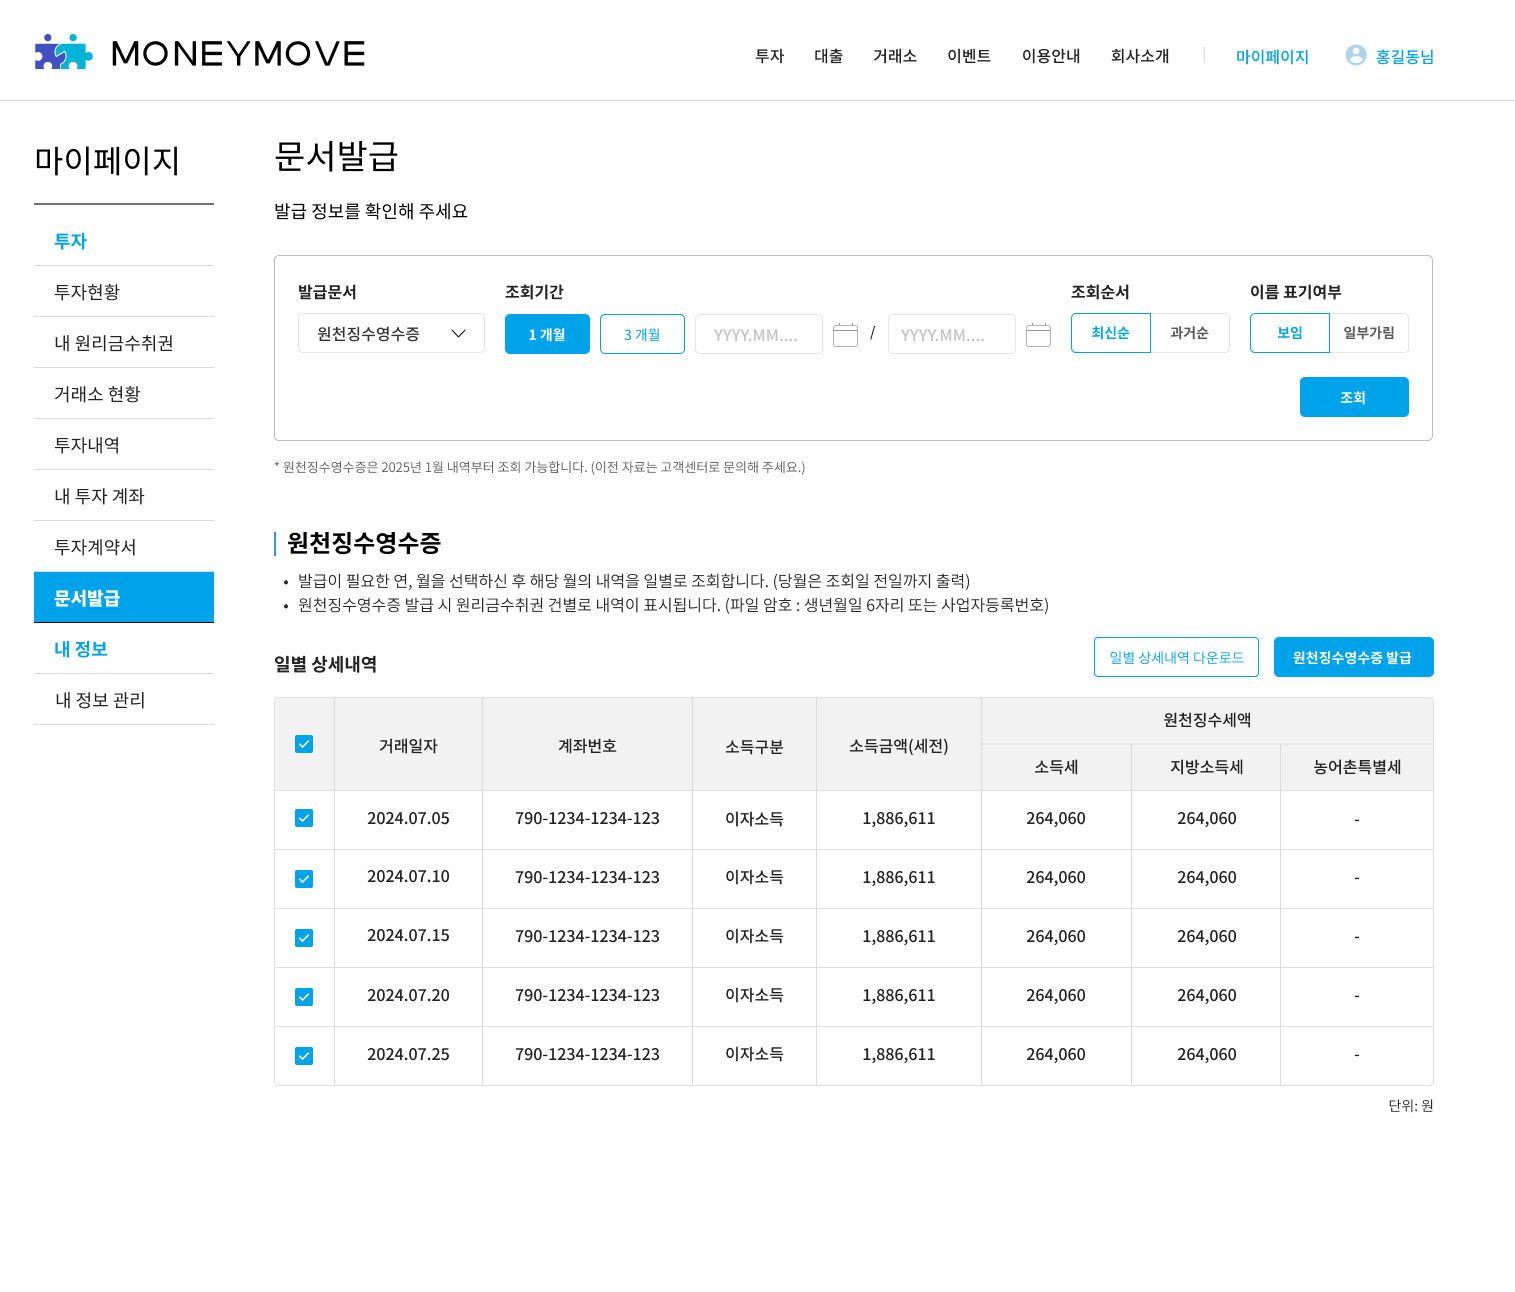 MONEYMOVE
투자 대출 거래소 이벤트 이용안내 회사소개 마이페이지 홍길동님
마이페이지
투자
투자현황
내 원리금수취권
거래소 현황
투자내역
내 투자 계좌
투자계약서
문서발급
내 정보
내 정보 관리
문서발급
발급 정보를 확인해 주세요
발급문서 조회기간 조회순서 이름 표기여부
원천징수영수증 1 개월 3 개월 YYYY.MM.... / YYYY.MM.... 최신순 과거순 보임 일부가림
조회
* 원천징수영수증은 2025년 1월 내역부터 조회 가능합니다. (이전 자료는 고객센터로 문의해 주세요.)
원천징수영수증
• 발급이 필요한 연, 월을 선택하신 후 해당 월의 내역을 일별로 조회합니다. (당월은 조회일 전일까지 출력)
• 원천징수영수증 발급 시 원리금수취권 건별로 내역이 표시됩니다. (파일 암호 : 생년월일 6자리 또는 사업자등록번호)
일별 상세내역 일별 상세내역 다운로드 원천징수영수증 발급
거래일자 계좌번호 소득구분 소득금액(세전) 원천징수세액
소득세 지방소득세 농어촌특별세
2024.07.05 790-1234-1234-123 이자소득 1,886,611 264,060 264,060 -
2024.07.10 790-1234-1234-123 이자소득 1,886,611 264,060 264,060 -
2024.07.15 790-1234-1234-123 이자소득 1,886,611 264,060 264,060 -
2024.07.20 790-1234-1234-123 이자소득 1,886,611 264,060 264,060 -
2024.07.25 790-1234-1234-123 이자소득 1,886,611 264,060 264,060 -
단위: 원